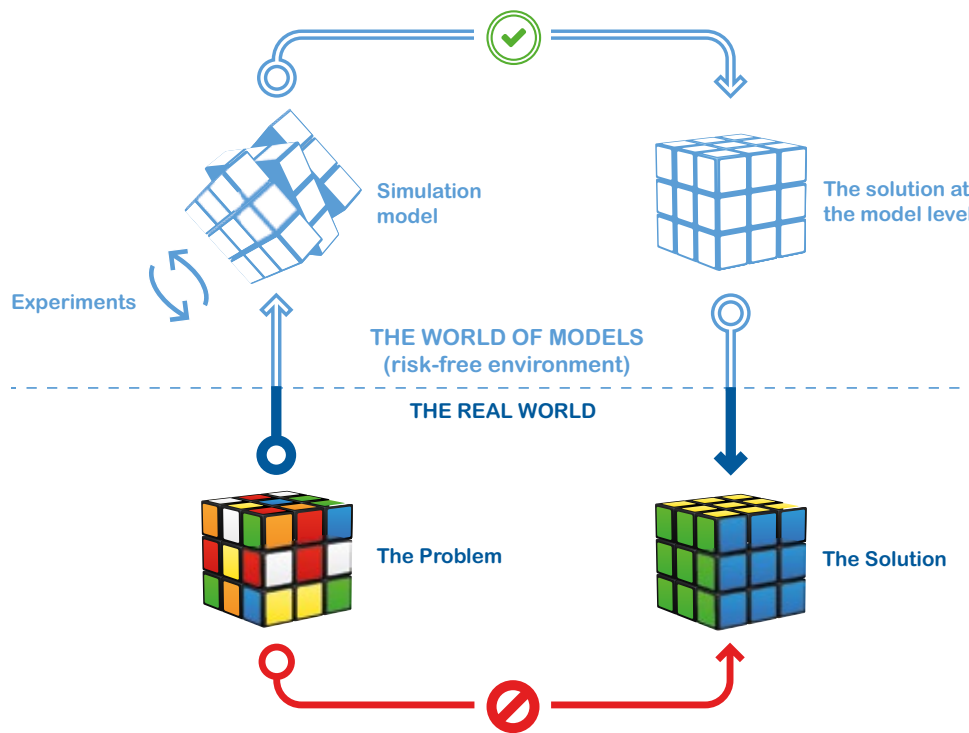 Simulation
model
The solution at
the model level
Experiments
THE WORLD OF MODELS
(risk-free environment)
THE REAL WORLD
The Problem
The Solution